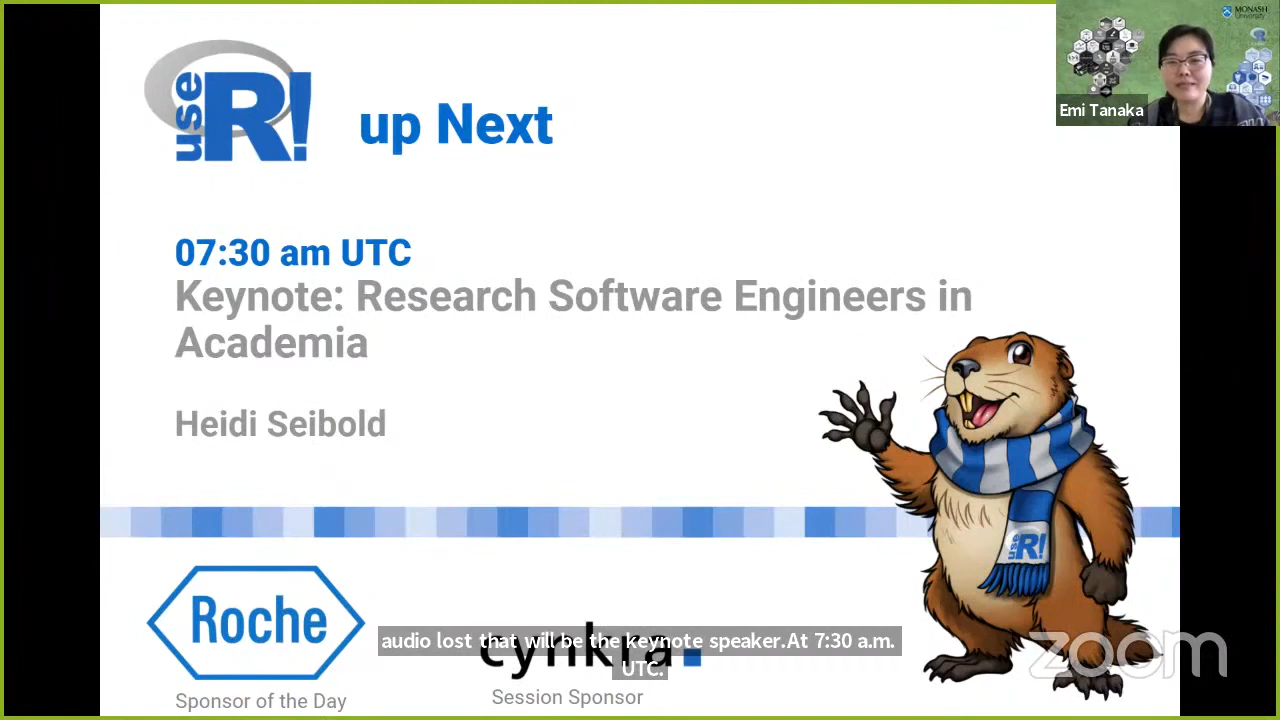 MONASH
University
Emi Tanaka
use
R!
up Next
07:30 am UTC
Keynote: Research Software Engineers in
Academia
Heidi Seibold
use
R!
Roche
Sponsor of the Day
cynkra
audio lost that will be the keynote speaker.At 7:30 a.m.
UTC.
Session Sponsor
zoom